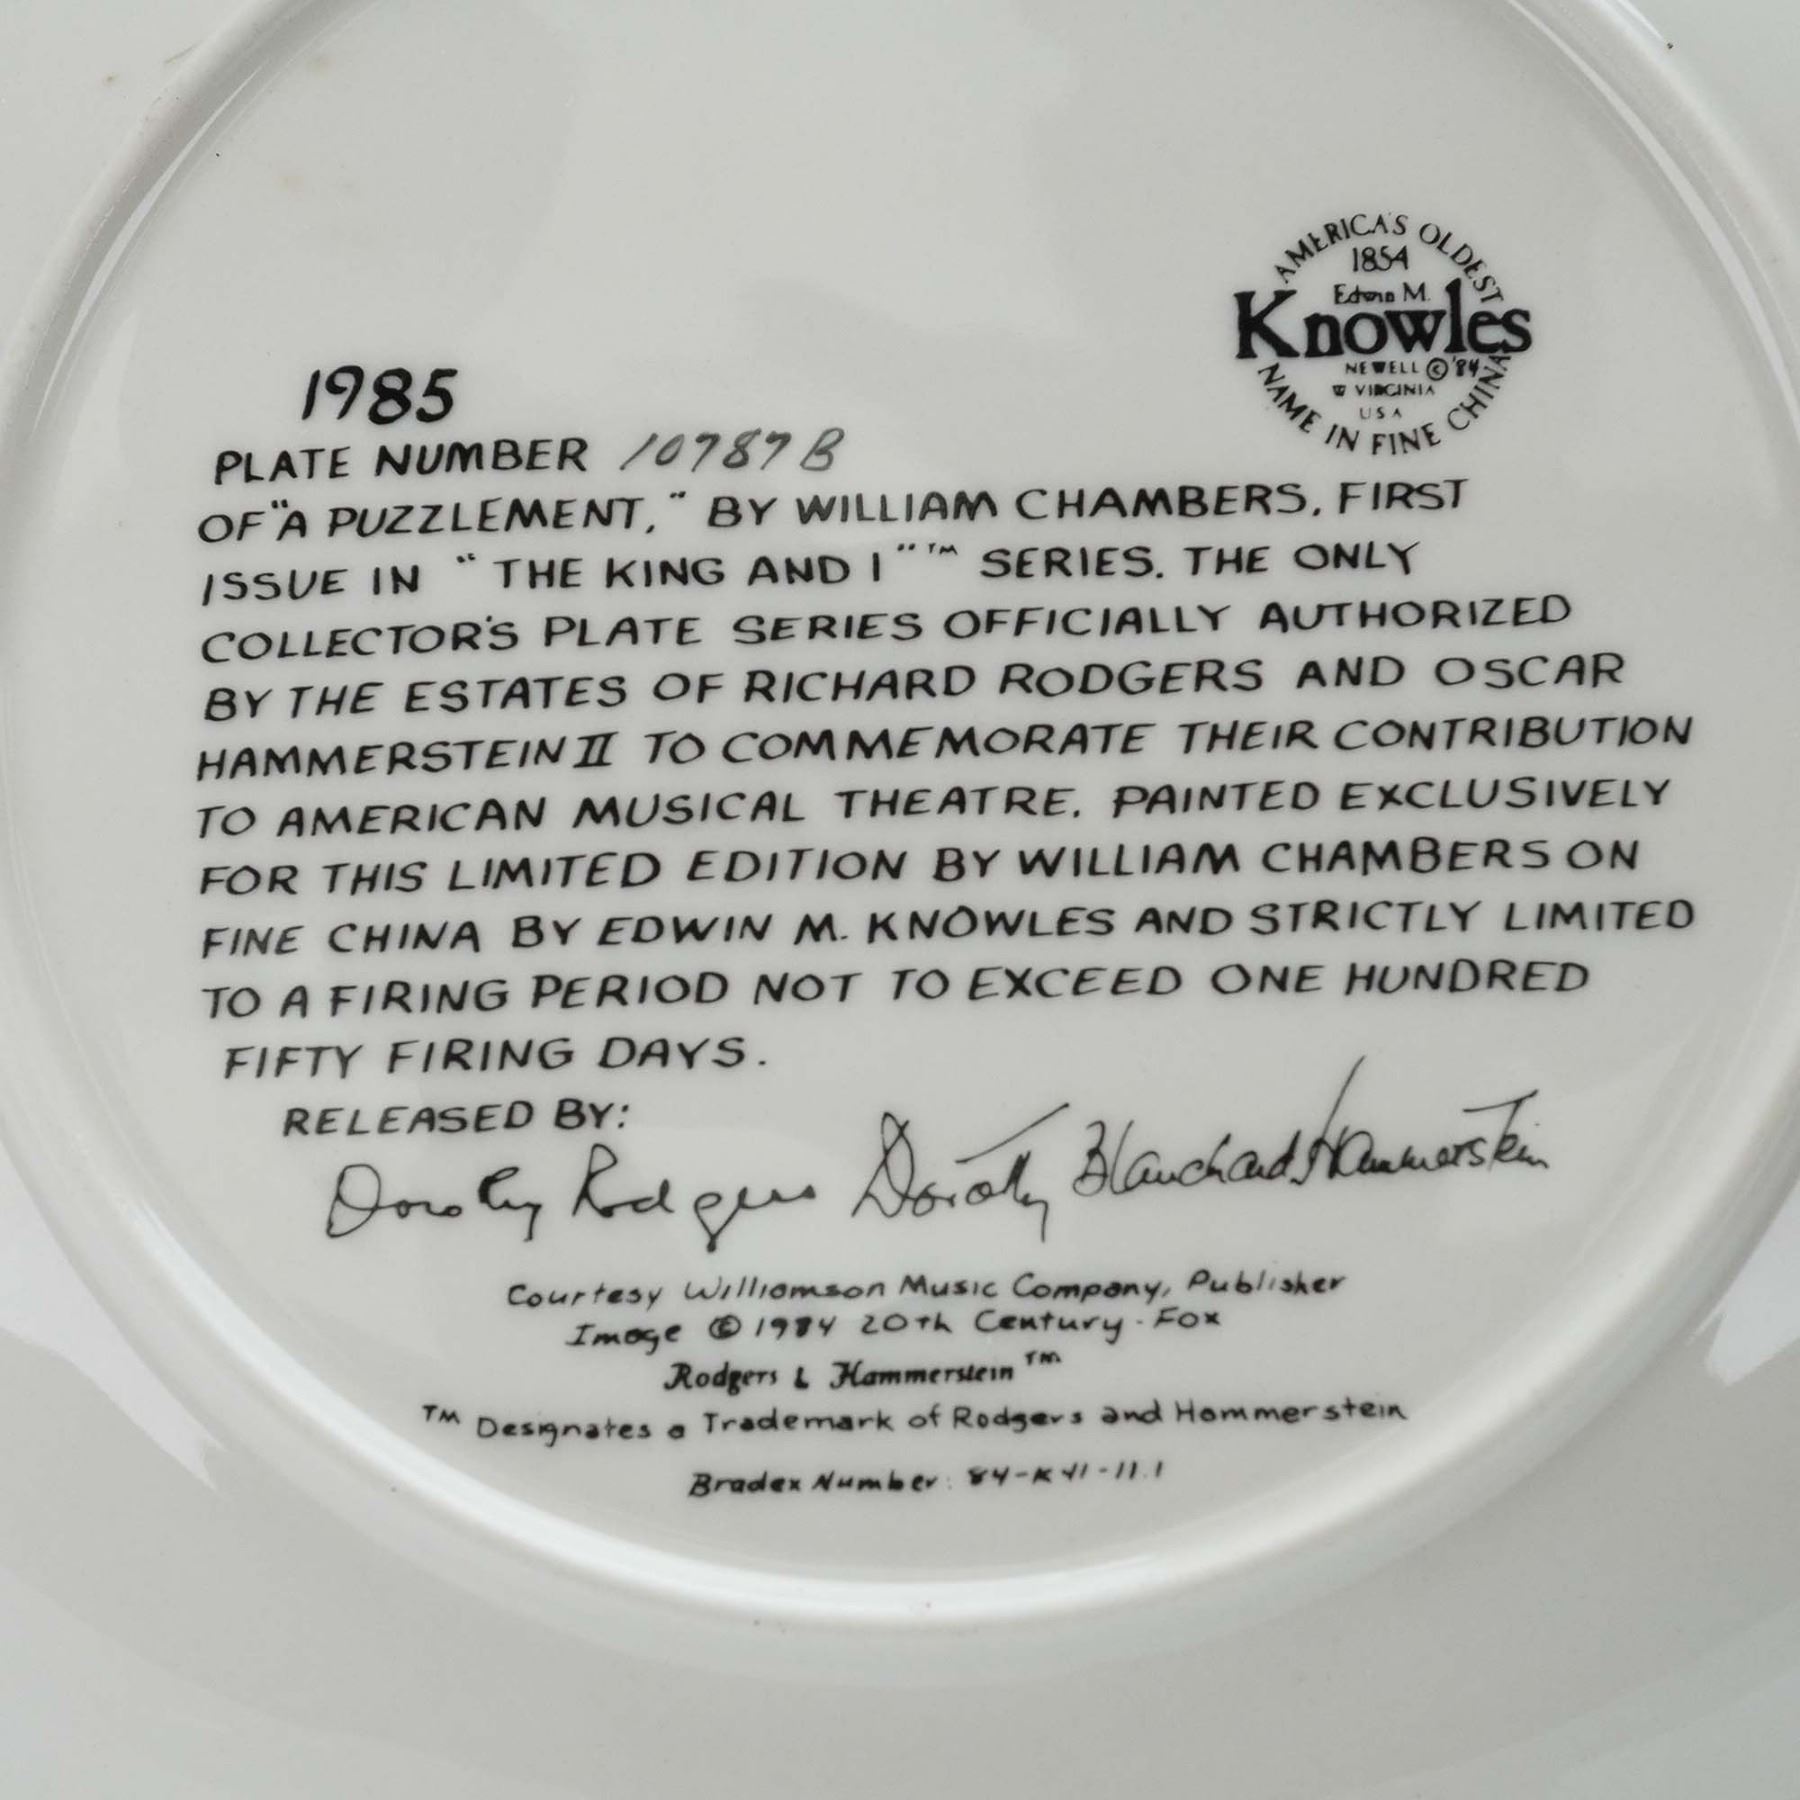 AMERICA'S OLDEST
1854
Edwin M.
Knowles
NEWELL © '84
W VIRGINIA
USA
NAME IN FINE CHINA
1985
PLATE NUMBER 10787B
OF "A PUZZLEMENT," BY WILLIAM CHAMBERS, FIRST
ISSUE IN "THE KING AND I"™ SERIES. THE ONLY
COLLECTOR'S PLATE SERIES OFFICIALLY AUTHORIZED
BY THE ESTATES OF RICHARD RODGERS AND OSCAR
HAMMERSTEIN II TO COMMEMORATE THEIR CONTRIBUTION
TO AMERICAN MUSICAL THEATRE. PAINTED EXCLUSIVELY
FOR THIS LIMITED EDITION BY WILLIAM CHAMBERS ON
FINE CHINA BY EDWIN M. KNOWLES AND STRICTLY LIMITED
TO A FIRING PERIOD NOT TO EXCEED ONE HUNDRED
FIFTY FIRING DAYS.
RELEASED BY:
Dorothy Rodgers Dorothy Blanchard Hammerstein
Courtesy Williamson Music Company, Publisher
Image © 1984 20th Century-Fox
Rodgers & Hammerstein™
™ Designates a Trademark of Rodgers and Hammerstein
Bradex Number: 84-K41-11.1